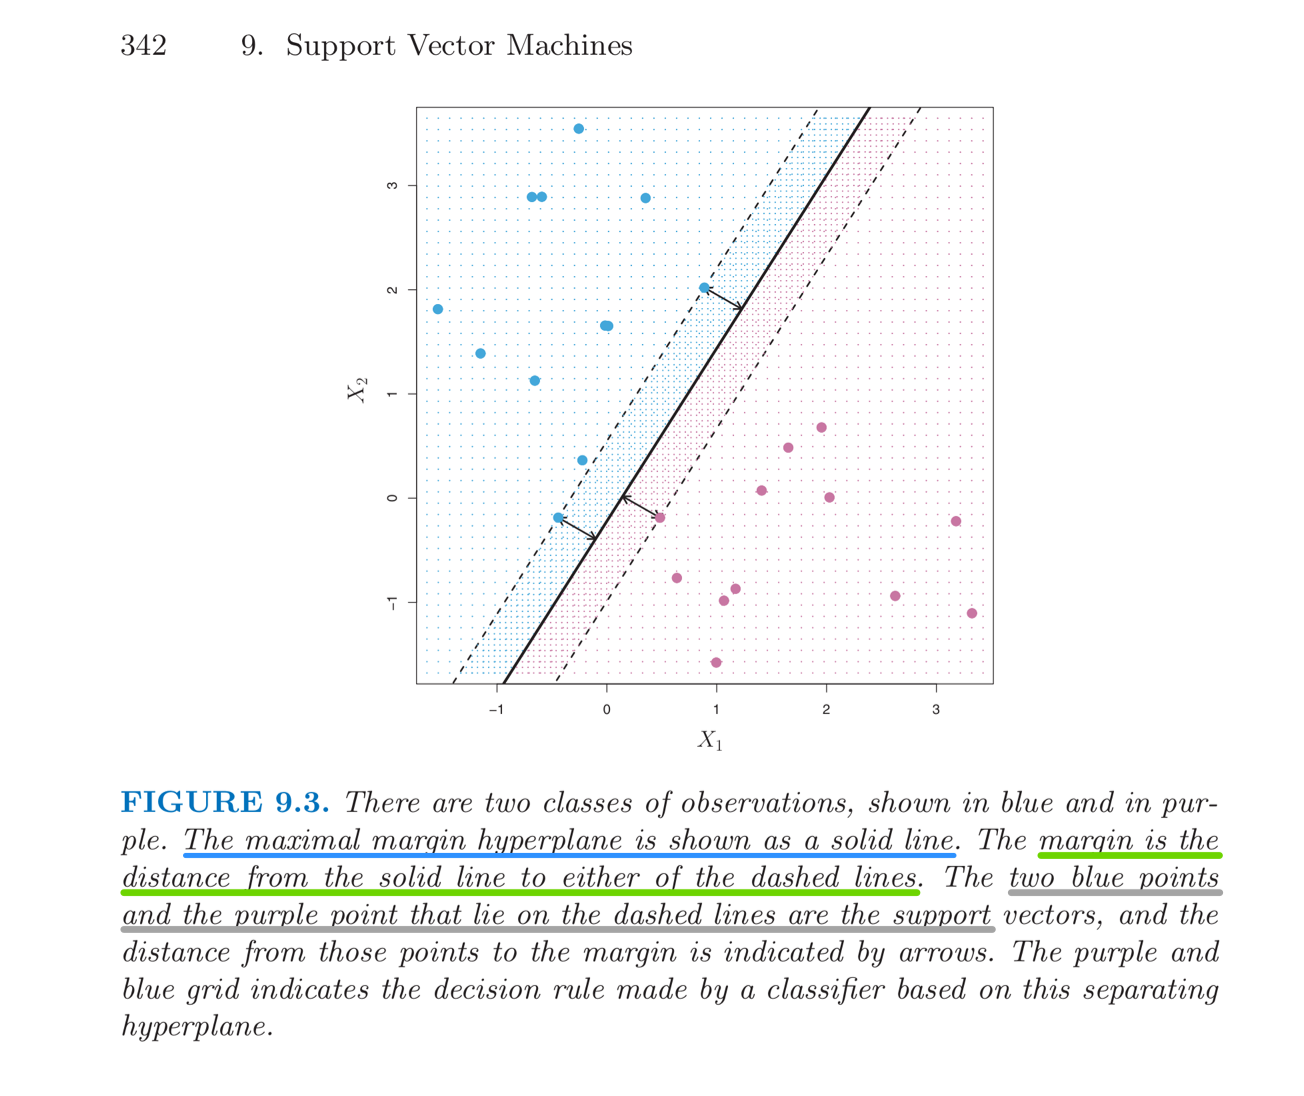 342 9. Support Vector Machines
3
2
1
0
−1
X2
−1 0 1 2 3
X1
FIGURE 9.3. There are two classes of observations, shown in blue and in pur-
ple. The maximal margin hyperplane is shown as a solid line. The margin is the
distance from the solid line to either of the dashed lines. The two blue points
and the purple point that lie on the dashed lines are the support vectors, and the
distance from those points to the margin is indicated by arrows. The purple and
blue grid indicates the decision rule made by a classifier based on this separating
hyperplane.